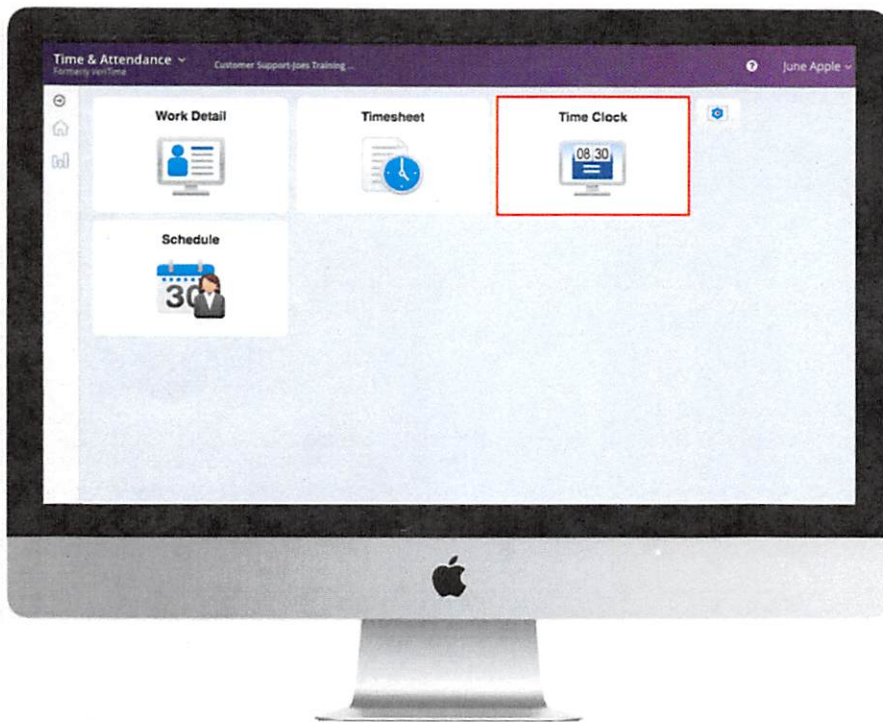 Time & Attendance
Formerly VeriTime
Customer Support-Joes Training ...
?
June Apple
Work Detail
Timesheet
Time Clock
08 30
Schedule
30